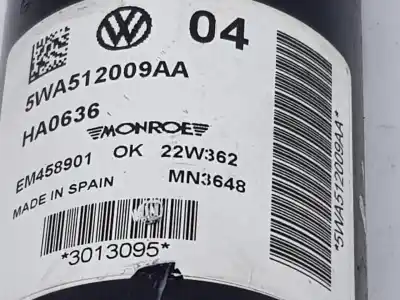 04
5WA512009AA
HA0636
MONROE
EM458901 OK 22W362
MADE IN SPAIN MN3648
*3013095*
*5WA512009AA*